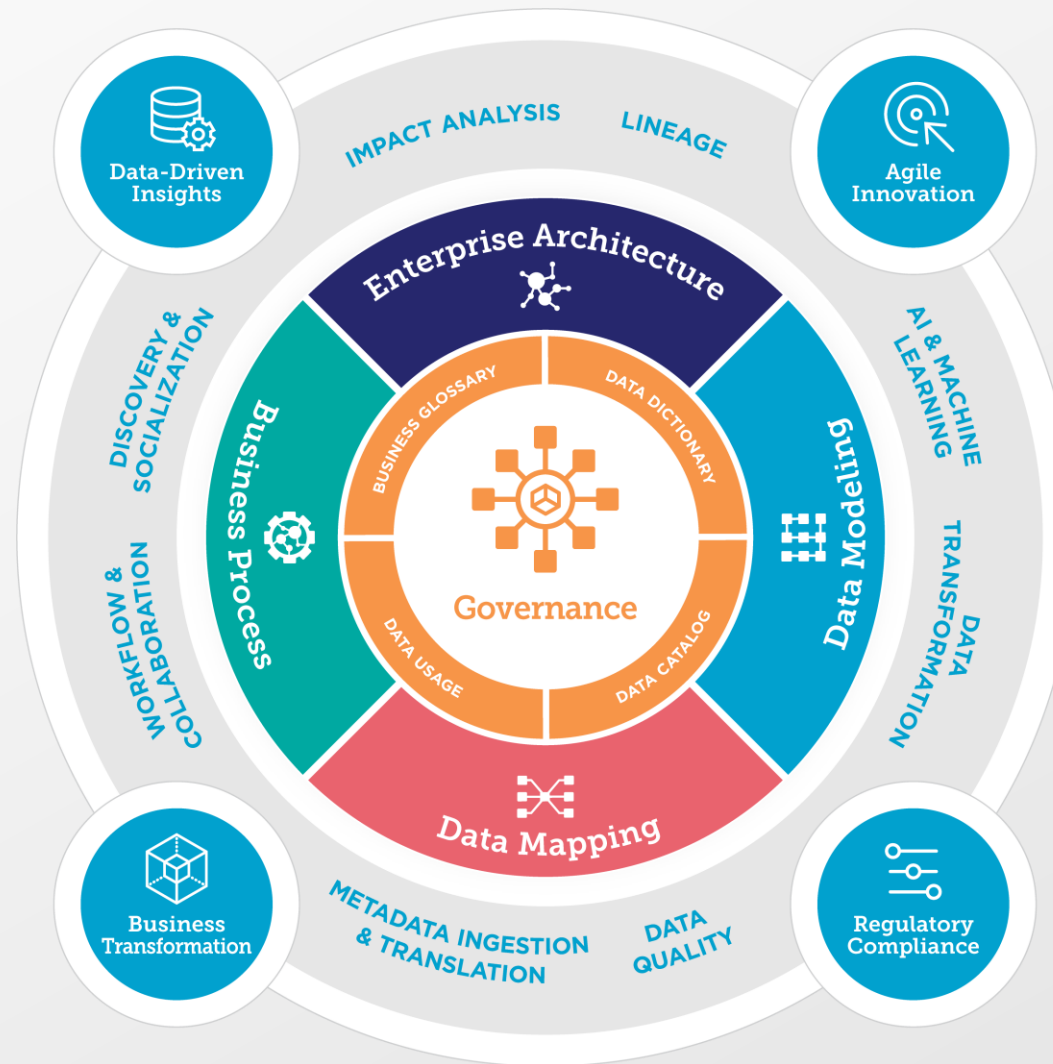 IMPACT ANALYSIS
LINEAGE
Data-Driven
Insights
Agile
Innovation
Enterprise Architecture
DISCOVERY &
SOCIALIZATION
AI & MACHINE
LEARNING
BUSINESS GLOSSARY
DATA DICTIONARY
Business Process
Data Modeling
Governance
WORKFLOW &
COLLABORATION
DATA
TRANSFORMATION
DATA USAGE
DATA CATALOG
Data Mapping
METADATA INGESTION
& TRANSLATION
DATA
QUALITY
Business
Transformation
Regulatory
Compliance